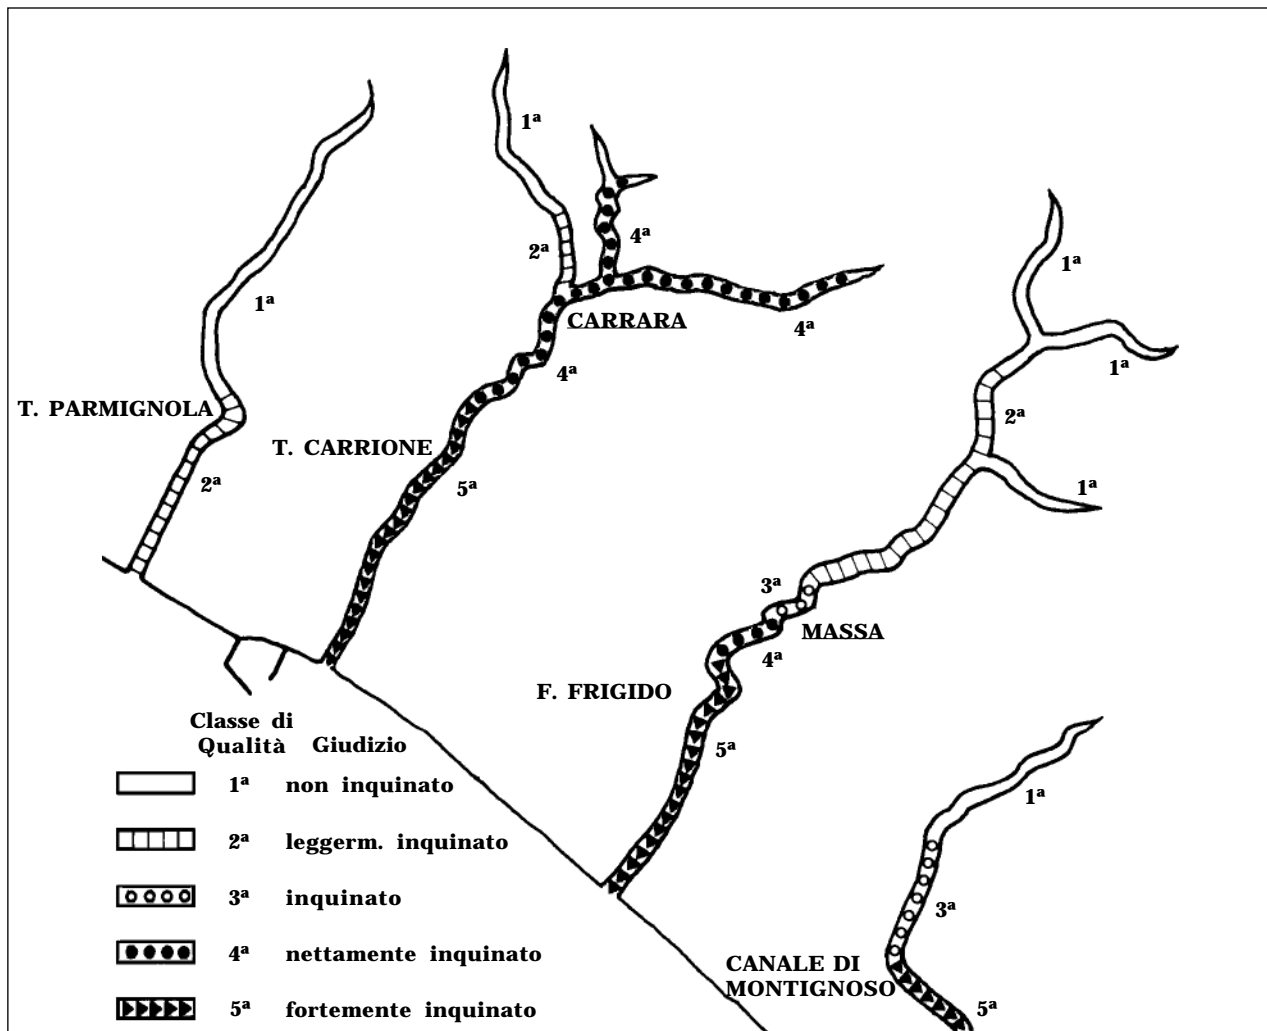 1ª
1ª
2ª
4ª
1ª
1ª
CARRARA
4ª
4ª
1ª
T. PARMIGNOLA
2ª
T. CARRIONE
2ª
5ª
1ª
3ª
MASSA
4ª
F. FRIGIDO
5ª
1ª
3ª
CANALE DI
MONTIGNOSO
5ª
Classe di
Qualità Giudizio
1ª non inquinato
2ª leggerm. inquinato
3ª inquinato
4ª nettamente inquinato
5ª fortemente inquinato